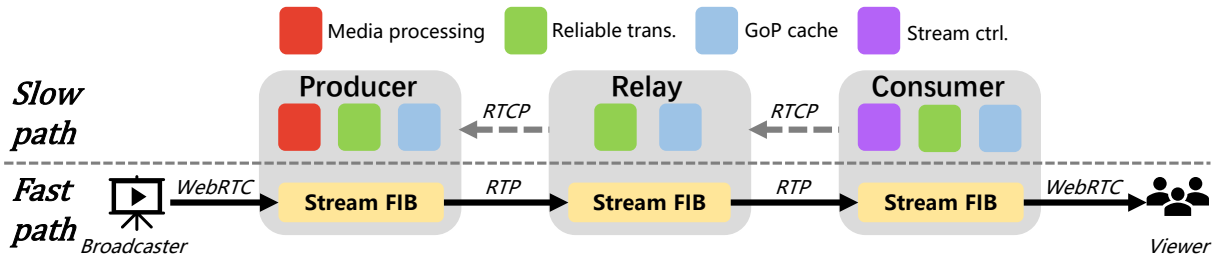 Media processing
Reliable trans.
GoP cache
Stream ctrl.
Slow
path
Producer
Relay
Consumer
RTCP
RTCP
Fast
path
WebRTC
Stream FIB
RTP
Stream FIB
RTP
Stream FIB
WebRTC
Broadcaster
Viewer